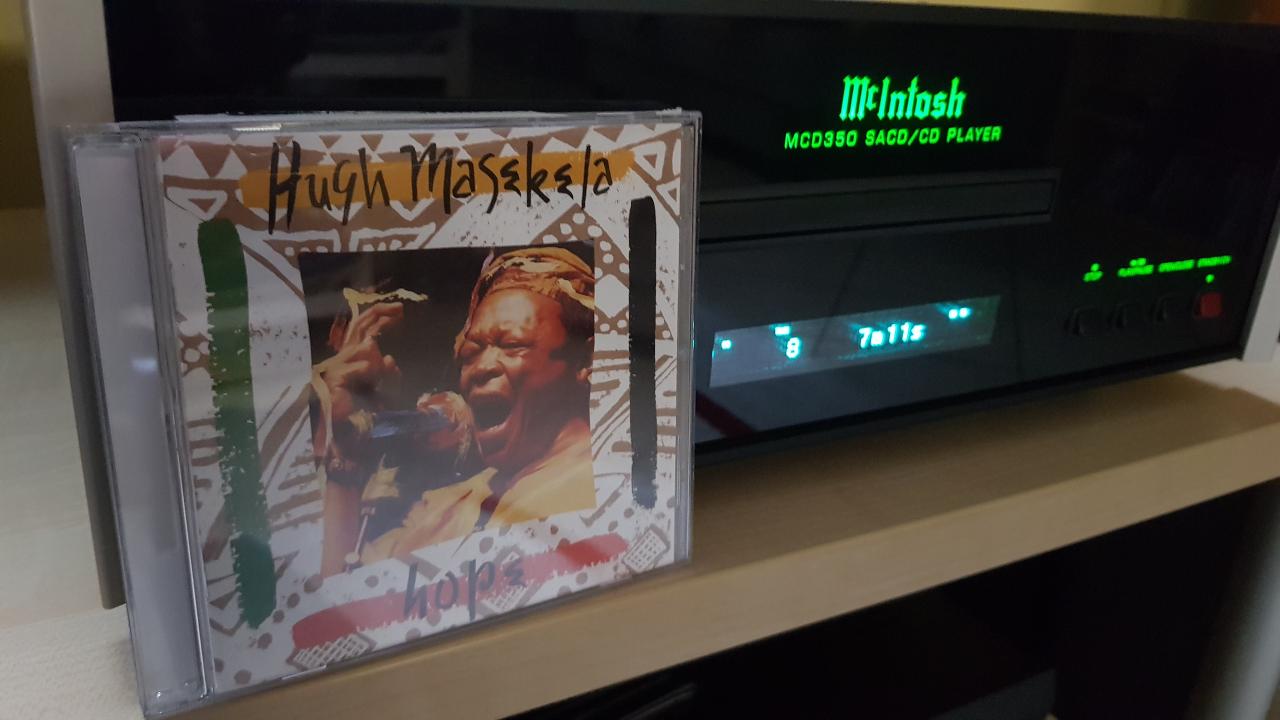 Hugh Masekela
hope
McIntosh
MCD350 SACD/CD PLAYER
8 7m11s